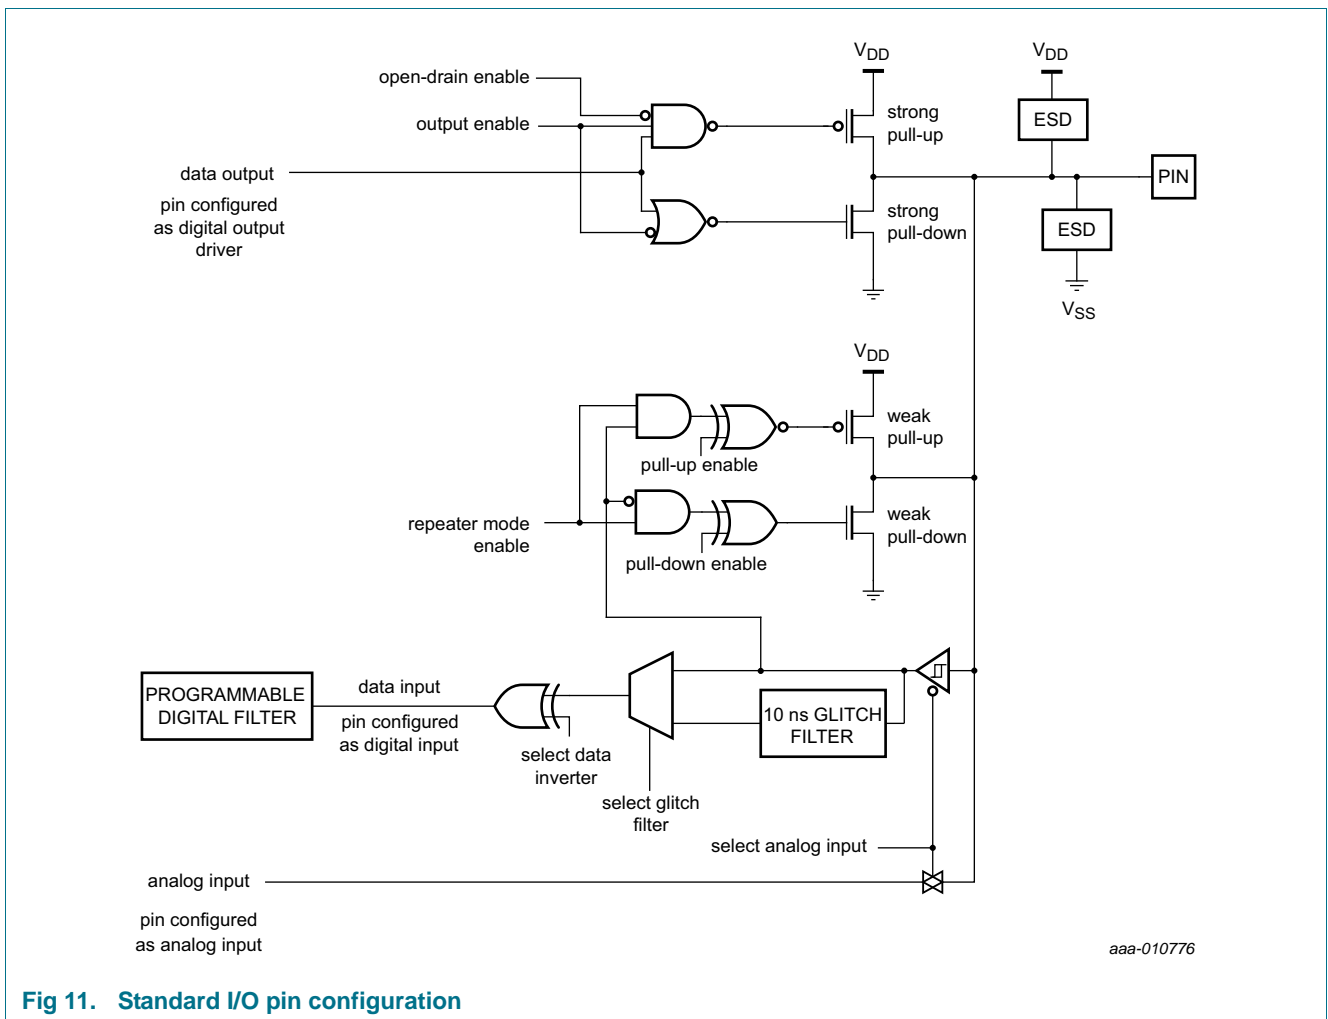 VDD
VDD
open-drain enable
ESD
strong
pull-up
output enable
data output
PIN
pin configured
as digital output
driver
strong
pull-down
ESD
VSS
VDD
weak
pull-up
pull-up enable
repeater mode
enable
weak
pull-down
pull-down enable
PROGRAMMABLE
DIGITAL FILTER
data input
pin configured
as digital input
select data
inverter
10 ns GLITCH
FILTER
select glitch
filter
select analog input
analog input
pin configured
as analog input
aaa-010776
Fig 11. Standard I/O pin configuration